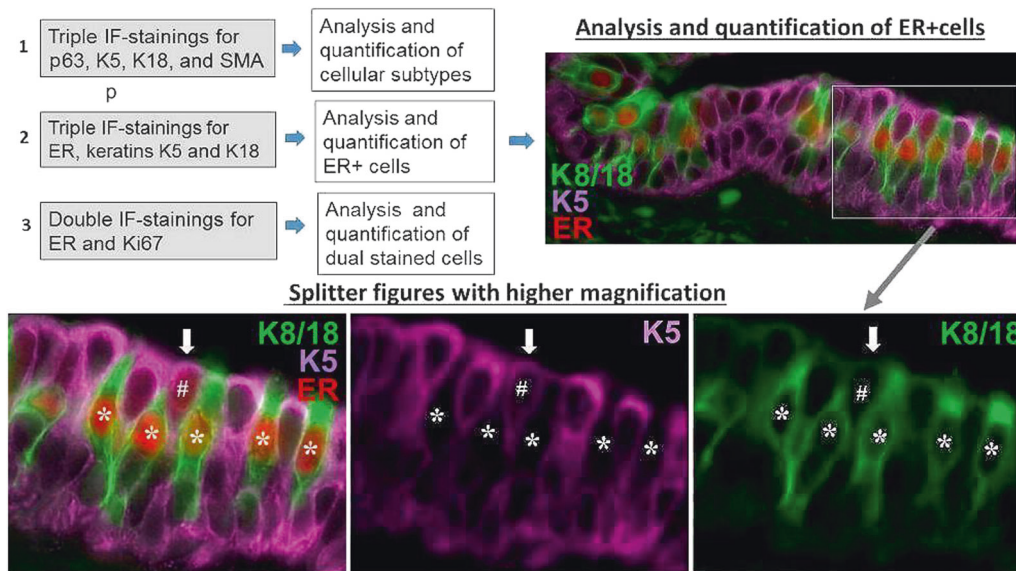 1
Triple IF-stainings for
p63, K5, K18, and SMA
p
Analysis and
quantification of
cellular subtypes
2
Triple IF-stainings for
ER, keratins K5 and K18
Analysis and
quantification of
ER+ cells
3
Double IF-stainings for
ER and Ki67
Analysis and
quantification of
dual stained cells
Analysis and quantification of ER+cells
K8/18
K5
ER
Splitter figures with higher magnification
K8/18
K5
ER
#
* * * * *
K5
#
* * * * *
K8/18
#
* * * * *